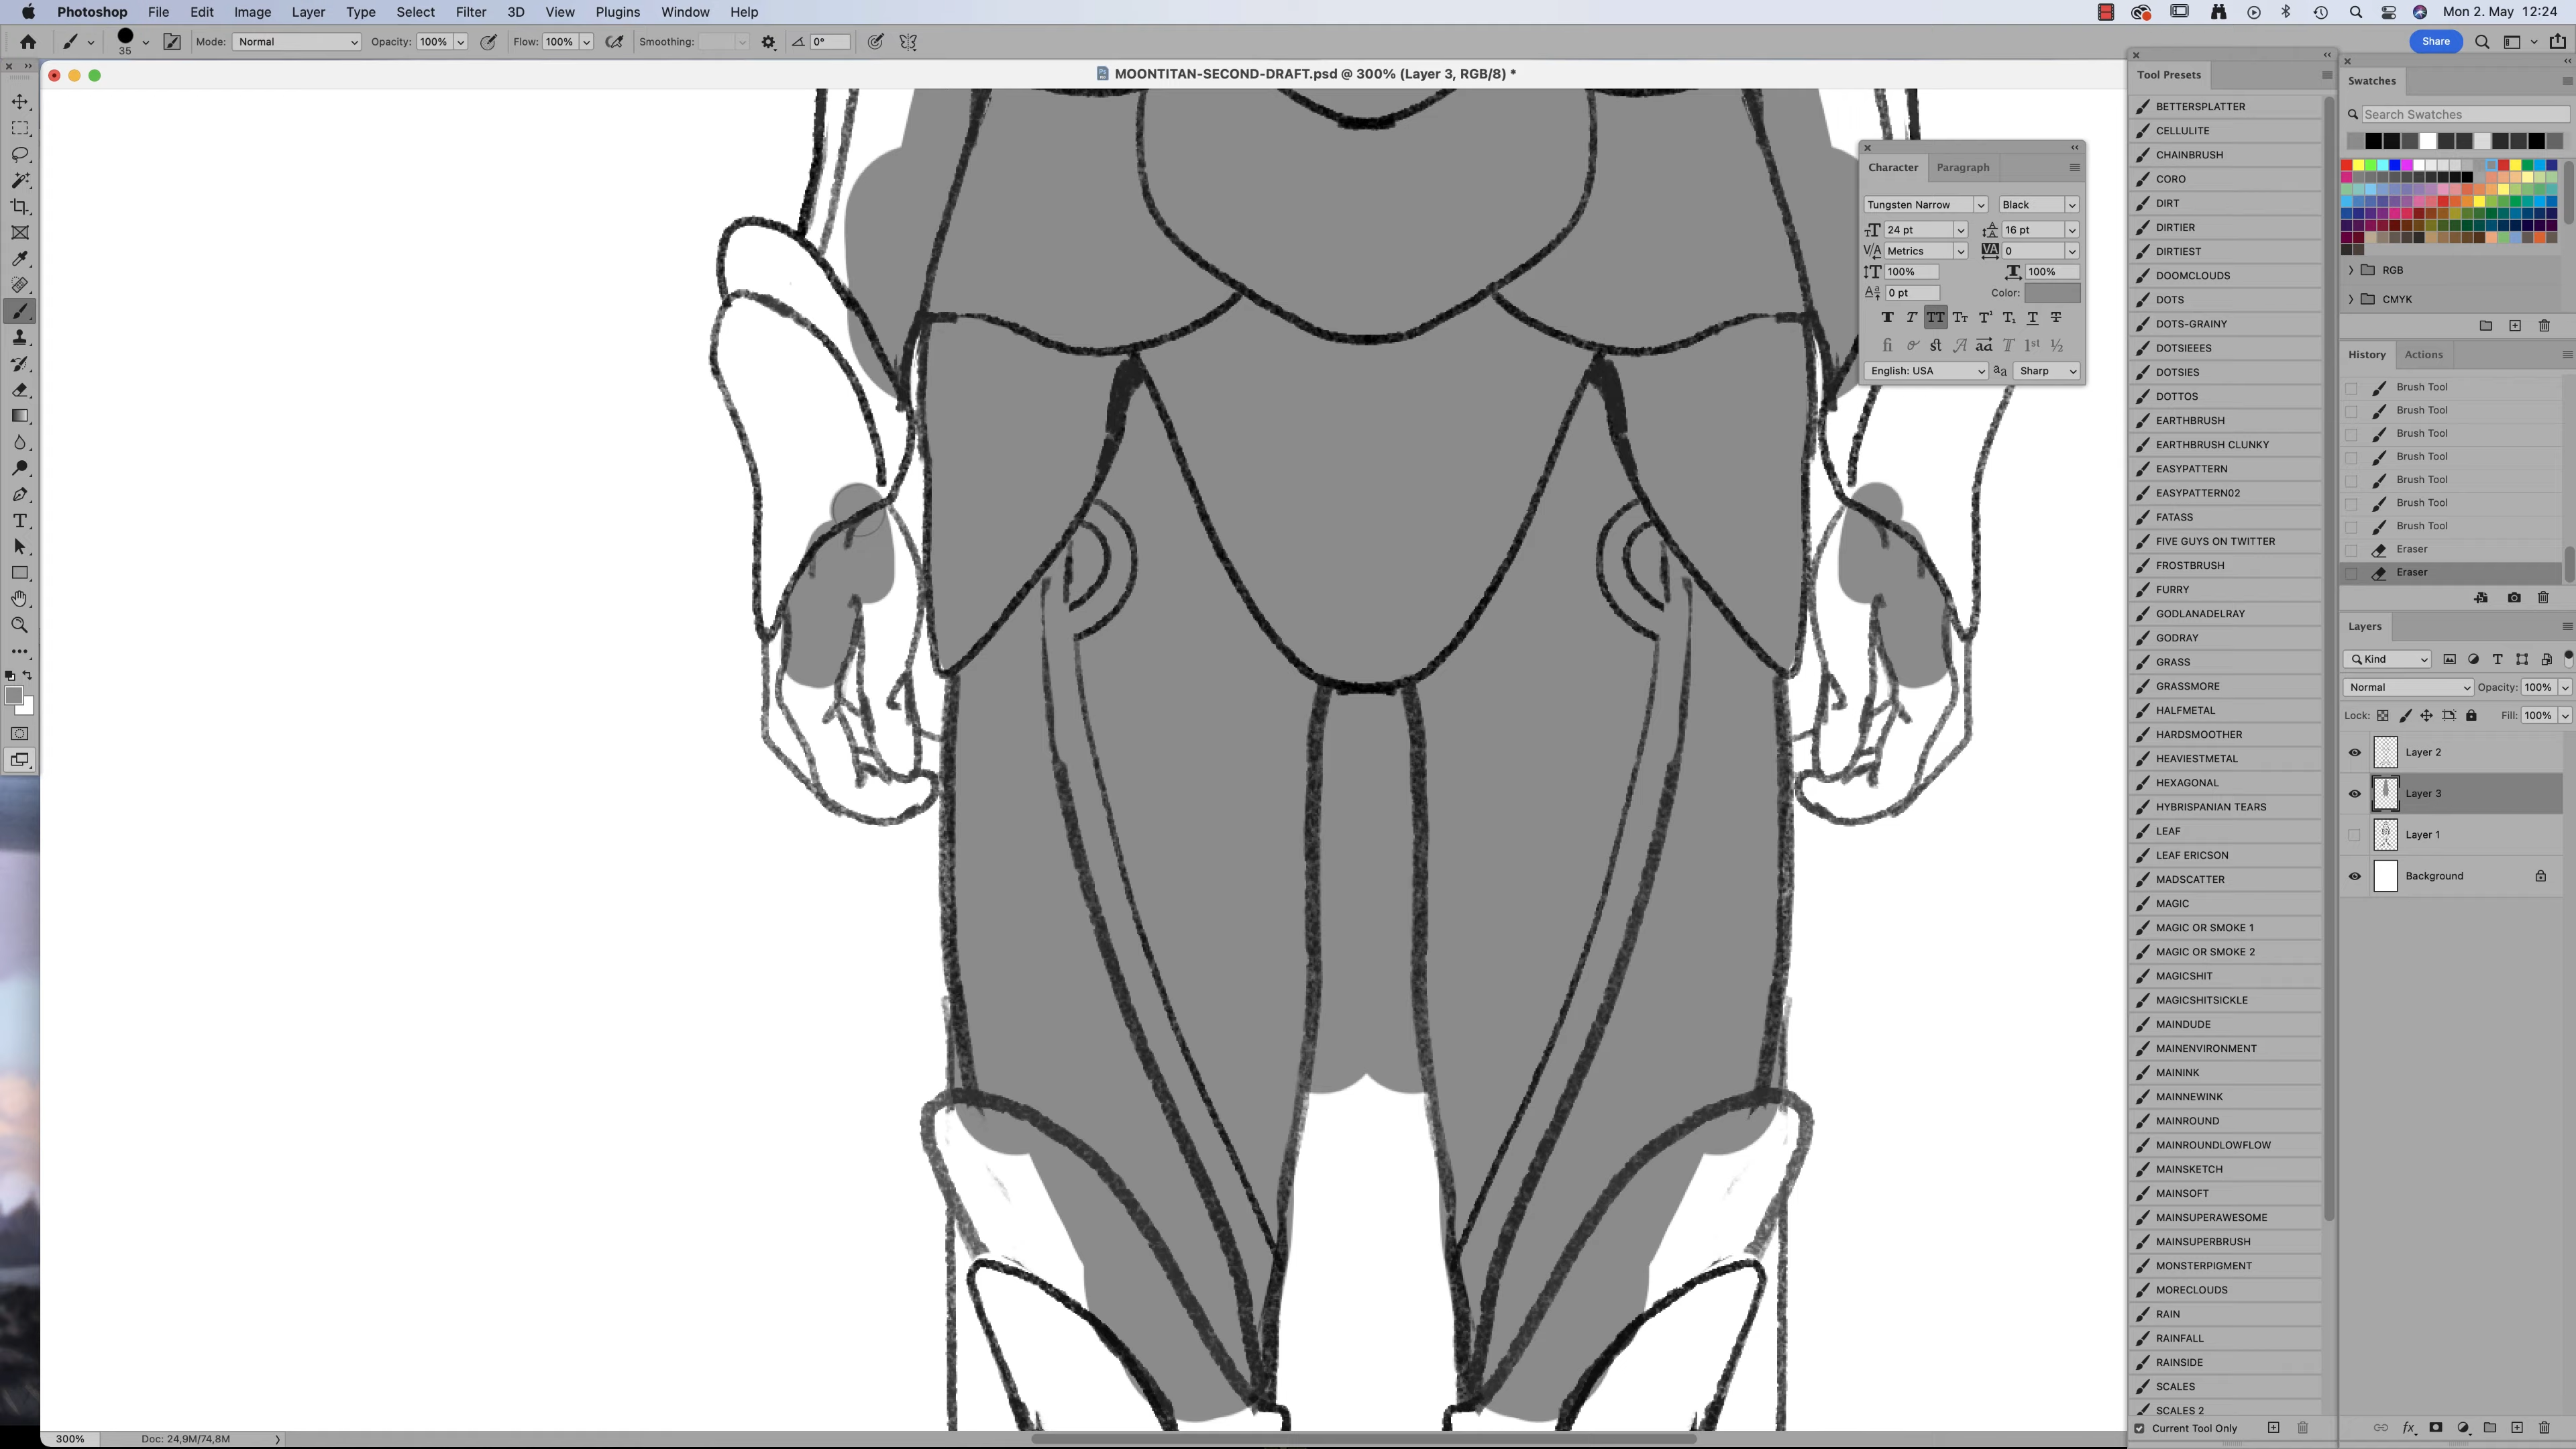 Photoshop File Edit Image Layer Type Select Filter 3D View Plugins Window Help Mon 2. May 12:24
35 Mode: Normal Opacity: 100% Flow: 100% Smoothing: 0° Share
MOONTITAN-SECOND-DRAFT.psd @ 300% (Layer 3, RGB/8) *
Character Paragraph
Tungsten Narrow Black
24 pt 16 pt
Metrics 0
100% 100%
0 pt Color:
English: USA Sharp
Tool Presets
BETTERSPLATTER
CELLULITE
CHAINBRUSH
CORO
DIRT
DIRTIER
DIRTIEST
DOOMCLOUDS
DOTS
DOTS-GRAINY
DOTSIEEES
DOTSIES
DOTTOS
EARTHBRUSH
EARTHBRUSH CLUNKY
EASYPATTERN
EASYPATTERN02
FATASS
FIVE GUYS ON TWITTER
FROSTBRUSH
FURRY
GODLANADELRAY
GODRAY
GRASS
GRASSMORE
HALFMETAL
HARDSMOOTHER
HEAVIESTMETAL
HEXAGONAL
HYBRISPANIAN TEARS
LEAF
LEAF ERICSON
MADSCATTER
MAGIC
MAGIC OR SMOKE 1
MAGIC OR SMOKE 2
MAGICSHIT
MAGICSHITSICKLE
MAINDUDE
MAINENVIRONMENT
MAININK
MAINNEWINK
MAINROUND
MAINROUNDLOWFLOW
MAINSKETCH
MAINSOFT
MAINSUPERAWESOME
MAINSUPERBRUSH
MONSTERPIGMENT
MORECLOUDS
RAIN
RAINFALL
RAINSIDE
SCALES
SCALES 2
Current Tool Only
Swatches
Search Swatches
RGB
CMYK
History Actions
Brush Tool
Brush Tool
Brush Tool
Brush Tool
Brush Tool
Brush Tool
Brush Tool
Eraser
Eraser
Layers
Kind
Normal Opacity: 100%
Lock: Fill: 100%
Layer 2
Layer 3
Layer 1
Background
300% Doc: 24,9M/74,8M